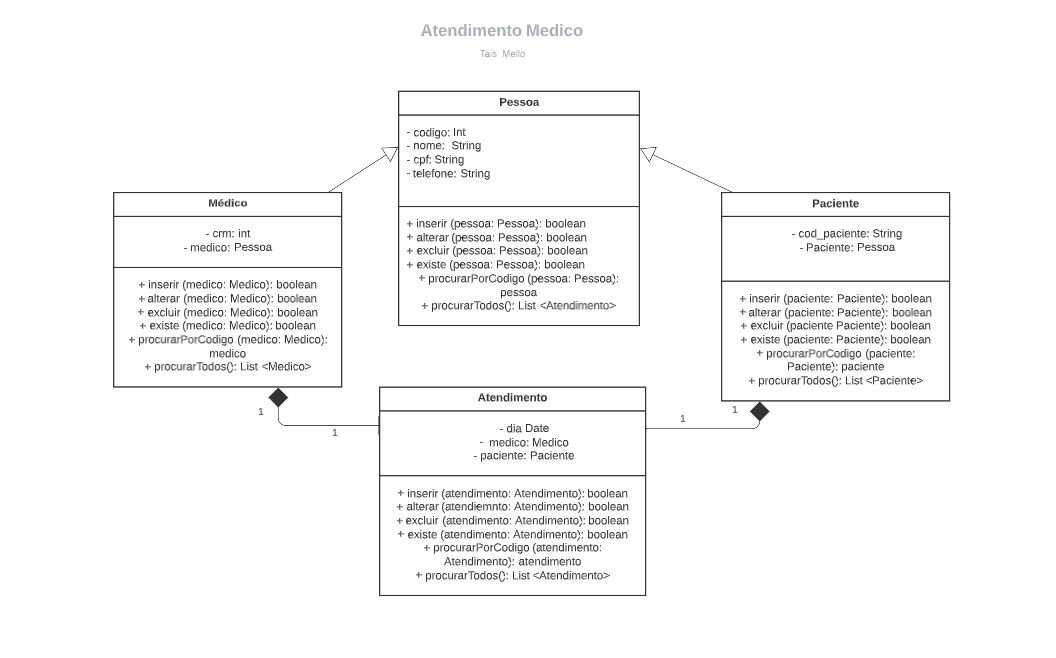 Atendimento Medico
Tais Mello
Pessoa
- codigo: Int
- nome: String
- cpf: String
- telefone: String
+ inserir (pessoa: Pessoa): boolean
+ alterar (pessoa: Pessoa): boolean
+ excluir (pessoa: Pessoa): boolean
+ existe (pessoa: Pessoa): boolean
+ procurarPorCodigo (pessoa: Pessoa):
pessoa
+ procurarTodos(): List <Atendimento>
Médico
- crm: int
- medico: Pessoa
+ inserir (medico: Medico): boolean
+ alterar (medico: Medico): boolean
+ excluir (medico: Medico): boolean
+ existe (medico: Medico): boolean
+ procurarPorCodigo (medico: Medico):
medico
+ procurarTodos(): List <Medico>
Paciente
- cod_paciente: String
- Paciente: Pessoa
+ inserir (paciente: Paciente): boolean
+ alterar (paciente: Paciente): boolean
+ excluir (paciente Paciente): boolean
+ existe (paciente: Paciente): boolean
+ procurarPorCodigo (paciente:
Paciente): paciente
+ procurarTodos(): List <Paciente>
1
1
1
1
Atendimento
- dia Date
- medico: Medico
- paciente: Paciente
+ inserir (atendimento: Atendimento): boolean
+ alterar (atendiemnto: Atendimento): boolean
+ excluir (atendimento: Atendimento): boolean
+ existe (atendimento: Atendimento): boolean
+ procurarPorCodigo (atendimento:
Atendimento): atendimento
+ procurarTodos(): List <Atendimento>